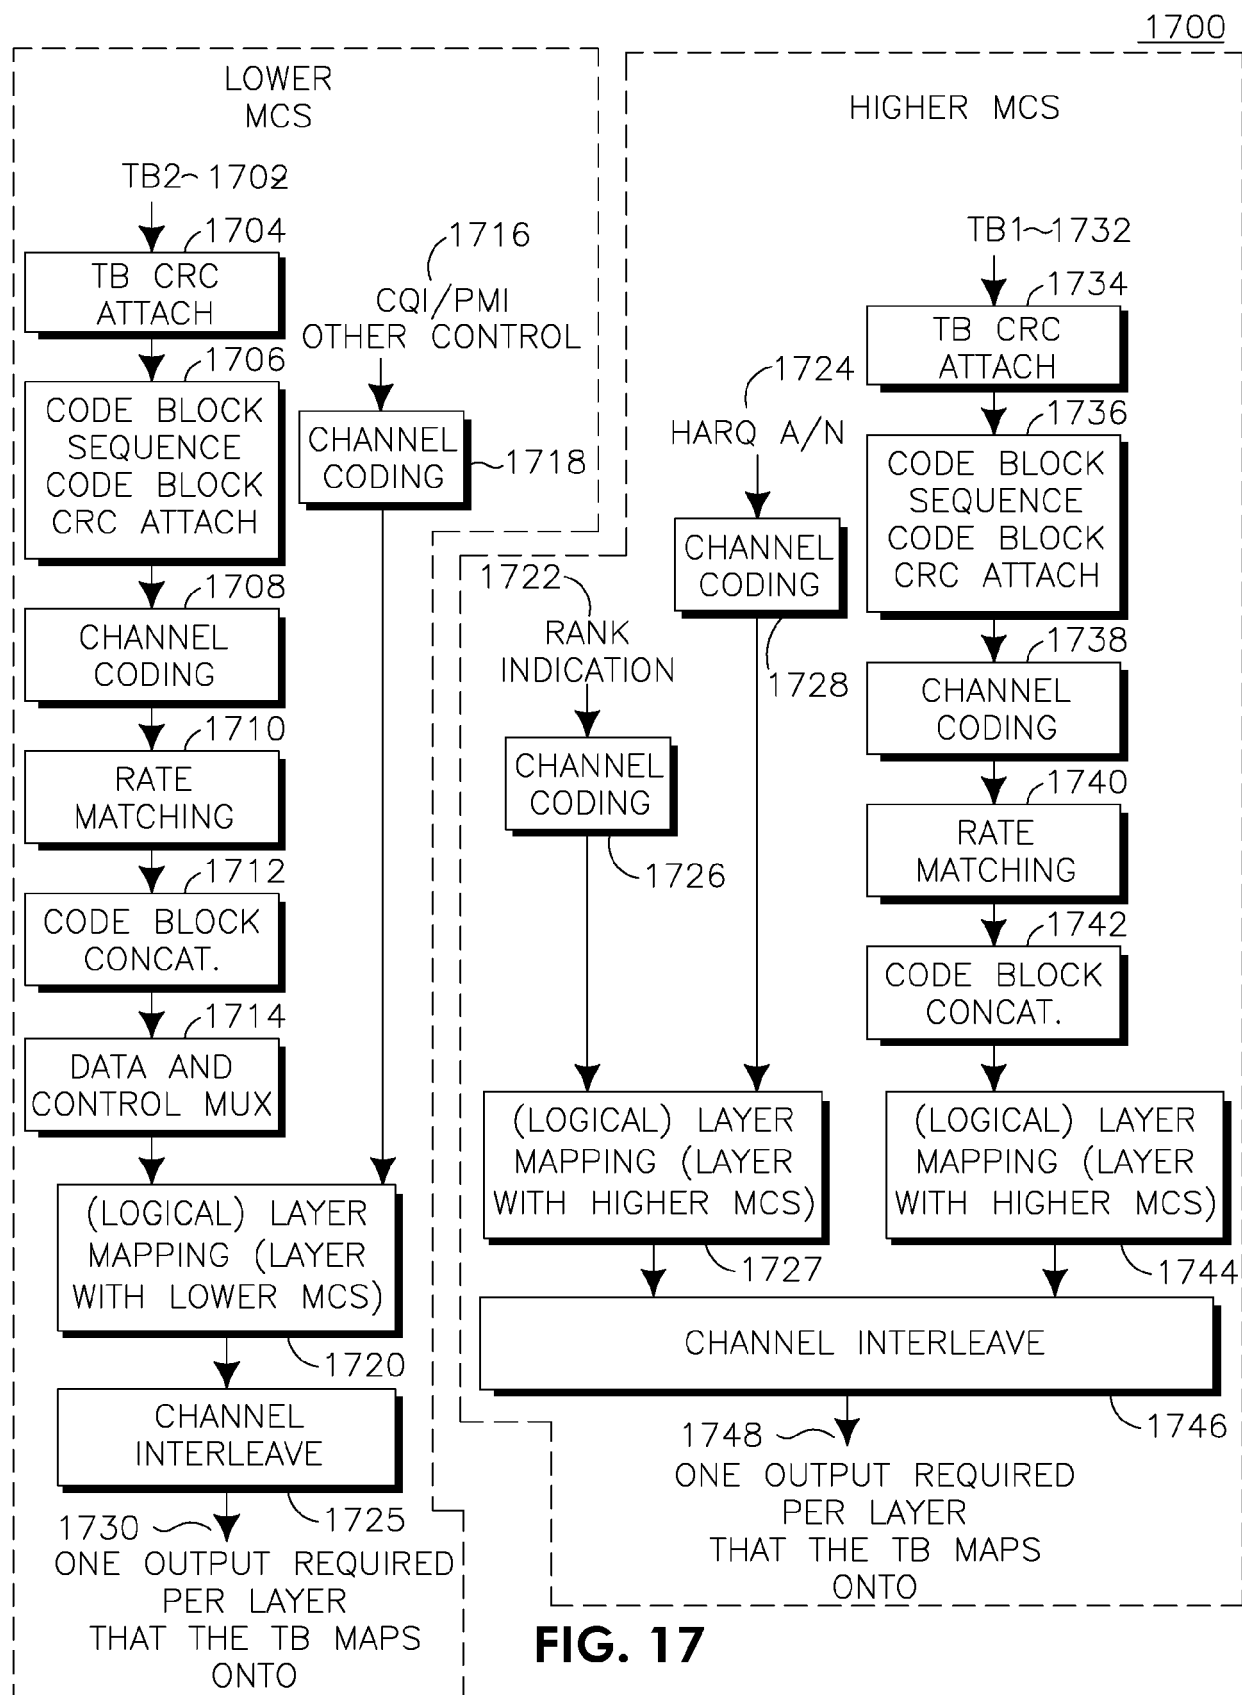 1700
LOWER
MCS
TB2~1702
1704
TB CRC
ATTACH
1706
CODE BLOCK
SEQUENCE
CODE BLOCK
CRC ATTACH
1708
CHANNEL
CODING
1710
RATE
MATCHING
1712
CODE BLOCK
CONCAT.
1714
DATA AND
CONTROL MUX
1716
CQI/PMI
OTHER CONTROL
CHANNEL
CODING
1718
(LOGICAL) LAYER
MAPPING (LAYER
WITH LOWER MCS)
1720
CHANNEL
INTERLEAVE
1725
1730
ONE OUTPUT REQUIRED
PER LAYER
THAT THE TB MAPS
ONTO
HIGHER MCS
1722
RANK
INDICATION
CHANNEL
CODING
1726
1724
HARQ A/N
CHANNEL
CODING
1728
(LOGICAL) LAYER
MAPPING (LAYER
WITH HIGHER MCS)
1727
TB1~1732
1734
TB CRC
ATTACH
1736
CODE BLOCK
SEQUENCE
CODE BLOCK
CRC ATTACH
1738
CHANNEL
CODING
1740
RATE
MATCHING
1742
CODE BLOCK
CONCAT.
(LOGICAL) LAYER
MAPPING (LAYER
WITH HIGHER MCS)
1744
CHANNEL INTERLEAVE
1746
1748
ONE OUTPUT REQUIRED
PER LAYER
THAT THE TB MAPS
ONTO
FIG. 17